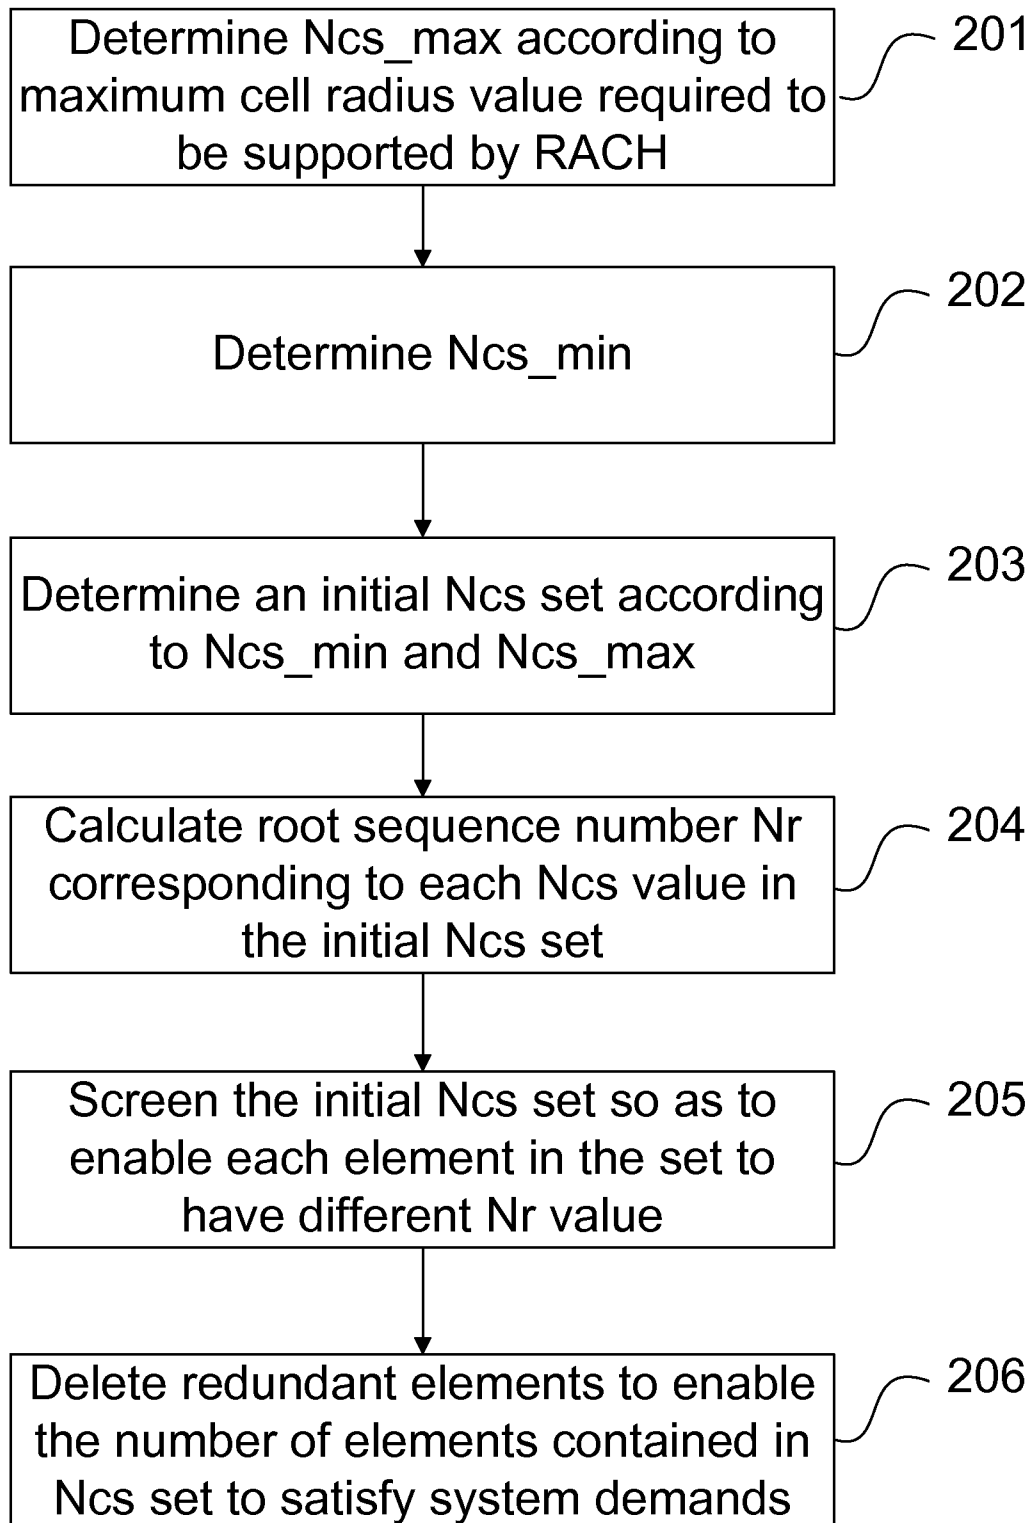 Determine Ncs_max according to
maximum cell radius value required to
be supported by RACH
201
Determine Ncs_min
202
Determine an initial Ncs set according
to Ncs_min and Ncs_max
203
Calculate root sequence number Nr
corresponding to each Ncs value in
the initial Ncs set
204
Screen the initial Ncs set so as to
enable each element in the set to
have different Nr value
205
Delete redundant elements to enable
the number of elements contained in
Ncs set to satisfy system demands
206